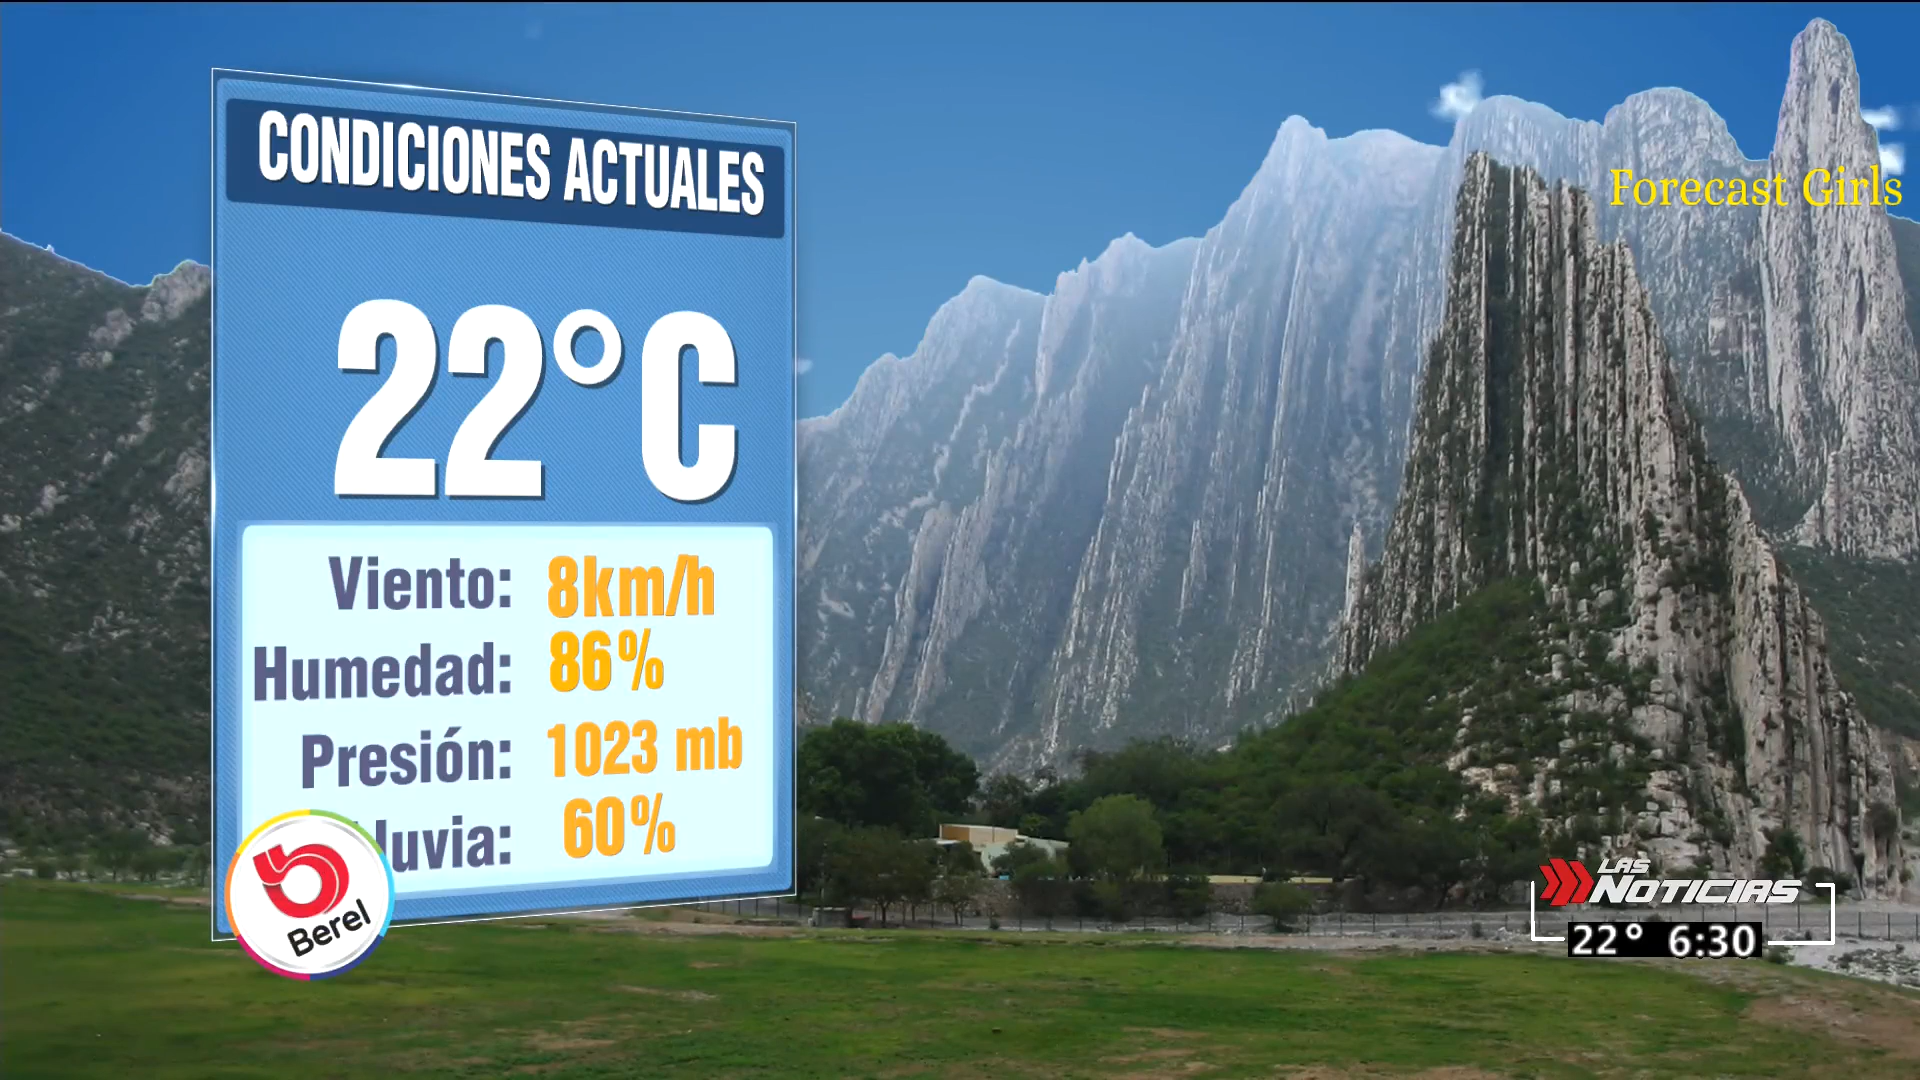 CONDICIONES ACTUALES
22°C
Viento: 8km/h
Humedad: 86%
Presión: 1023 mb
luvia: 60%
Berel
Forecast Girls
LAS
NOTICIAS
22° 6:30